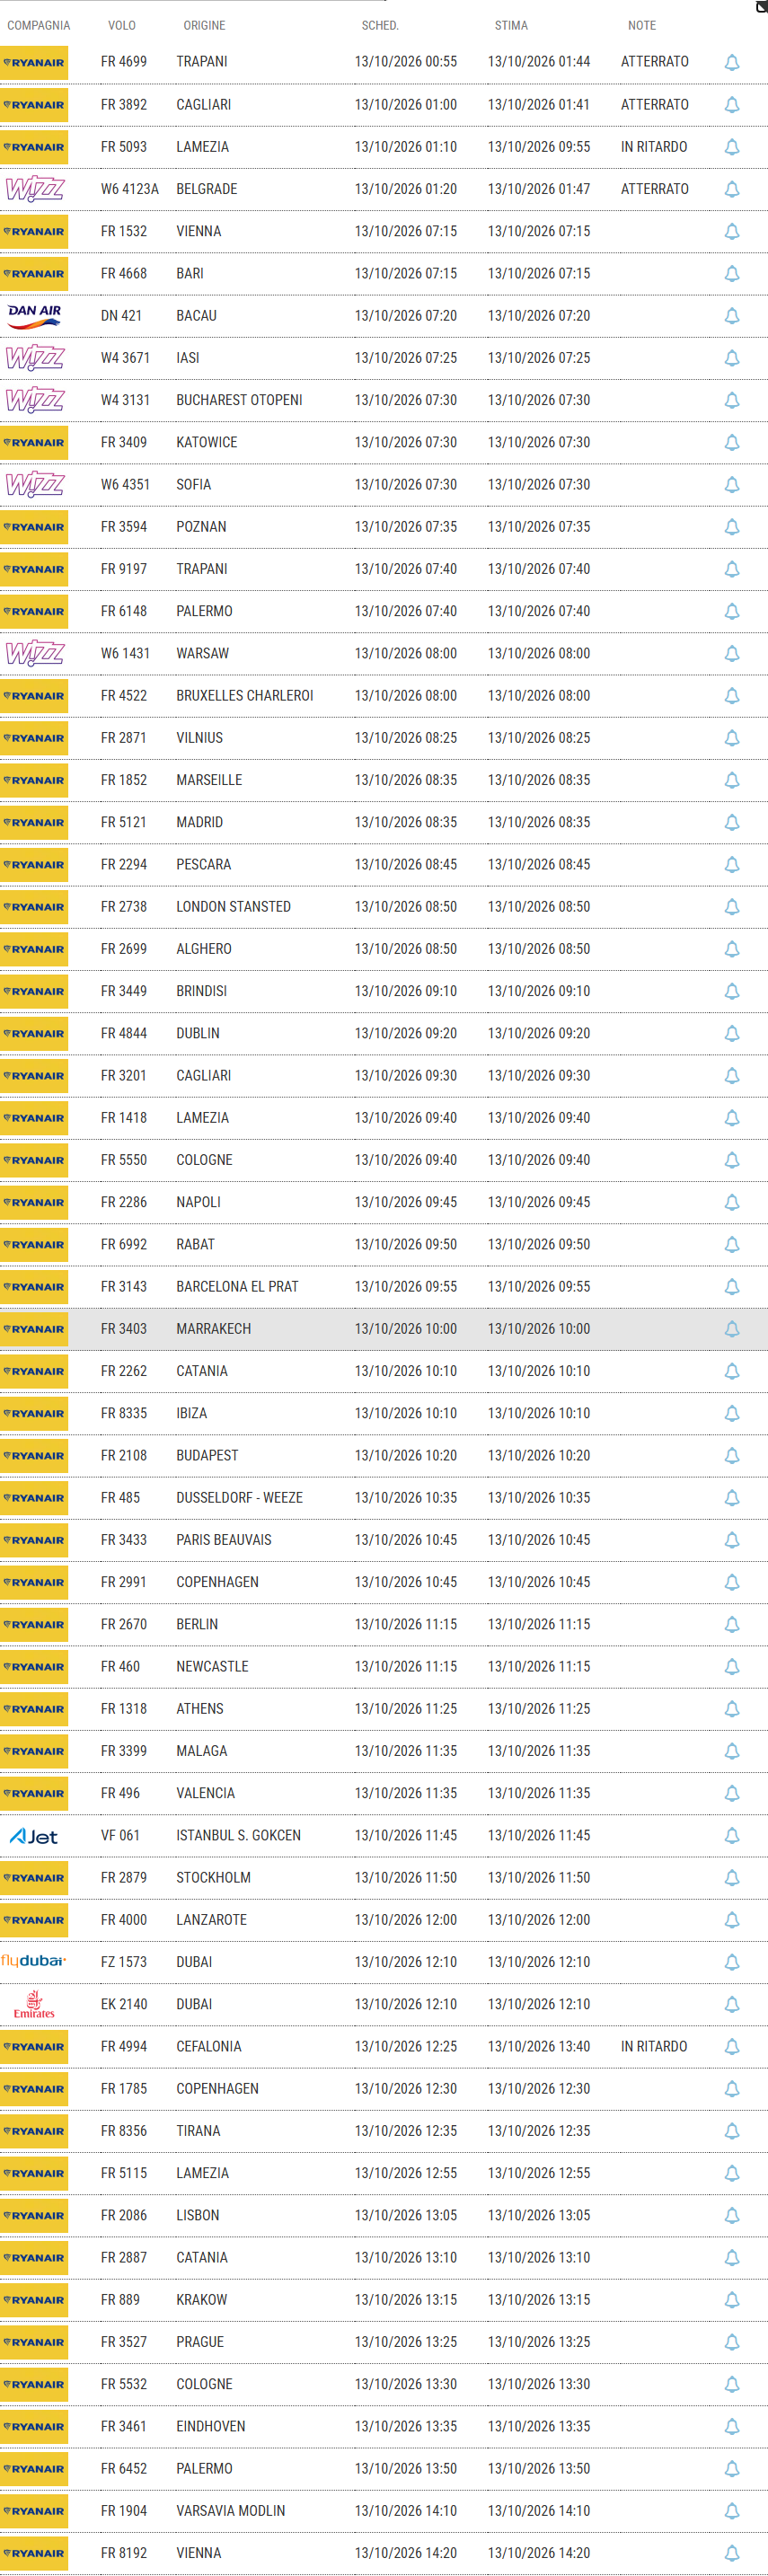 COMPAGNIA VOLO ORIGINE SCHED. STIMA NOTE
RYANAIR FR 4699 TRAPANI 13/10/2026 00:55 13/10/2026 01:44 ATTERRATO
RYANAIR FR 3892 CAGLIARI 13/10/2026 01:00 13/10/2026 01:41 ATTERRATO
RYANAIR FR 5093 LAMEZIA 13/10/2026 01:10 13/10/2026 09:55 IN RITARDO
WIZZ W6 4123A BELGRADE 13/10/2026 01:20 13/10/2026 01:47 ATTERRATO
RYANAIR FR 1532 VIENNA 13/10/2026 07:15 13/10/2026 07:15
RYANAIR FR 4668 BARI 13/10/2026 07:15 13/10/2026 07:15
DAN AIR DN 421 BACAU 13/10/2026 07:20 13/10/2026 07:20
WIZZ W4 3671 IASI 13/10/2026 07:25 13/10/2026 07:25
WIZZ W4 3131 BUCHAREST OTOPENI 13/10/2026 07:30 13/10/2026 07:30
RYANAIR FR 3409 KATOWICE 13/10/2026 07:30 13/10/2026 07:30
WIZZ W6 4351 SOFIA 13/10/2026 07:30 13/10/2026 07:30
RYANAIR FR 3594 POZNAN 13/10/2026 07:35 13/10/2026 07:35
RYANAIR FR 9197 TRAPANI 13/10/2026 07:40 13/10/2026 07:40
RYANAIR FR 6148 PALERMO 13/10/2026 07:40 13/10/2026 07:40
WIZZ W6 1431 WARSAW 13/10/2026 08:00 13/10/2026 08:00
RYANAIR FR 4522 BRUXELLES CHARLEROI 13/10/2026 08:00 13/10/2026 08:00
RYANAIR FR 2871 VILNIUS 13/10/2026 08:25 13/10/2026 08:25
RYANAIR FR 1852 MARSEILLE 13/10/2026 08:35 13/10/2026 08:35
RYANAIR FR 5121 MADRID 13/10/2026 08:35 13/10/2026 08:35
RYANAIR FR 2294 PESCARA 13/10/2026 08:45 13/10/2026 08:45
RYANAIR FR 2738 LONDON STANSTED 13/10/2026 08:50 13/10/2026 08:50
RYANAIR FR 2699 ALGHERO 13/10/2026 08:50 13/10/2026 08:50
RYANAIR FR 3449 BRINDISI 13/10/2026 09:10 13/10/2026 09:10
RYANAIR FR 4844 DUBLIN 13/10/2026 09:20 13/10/2026 09:20
RYANAIR FR 3201 CAGLIARI 13/10/2026 09:30 13/10/2026 09:30
RYANAIR FR 1418 LAMEZIA 13/10/2026 09:40 13/10/2026 09:40
RYANAIR FR 5550 COLOGNE 13/10/2026 09:40 13/10/2026 09:40
RYANAIR FR 2286 NAPOLI 13/10/2026 09:45 13/10/2026 09:45
RYANAIR FR 6992 RABAT 13/10/2026 09:50 13/10/2026 09:50
RYANAIR FR 3143 BARCELONA EL PRAT 13/10/2026 09:55 13/10/2026 09:55
RYANAIR FR 3403 MARRAKECH 13/10/2026 10:00 13/10/2026 10:00
RYANAIR FR 2262 CATANIA 13/10/2026 10:10 13/10/2026 10:10
RYANAIR FR 8335 IBIZA 13/10/2026 10:10 13/10/2026 10:10
RYANAIR FR 2108 BUDAPEST 13/10/2026 10:20 13/10/2026 10:20
RYANAIR FR 485 DUSSELDORF - WEEZE 13/10/2026 10:35 13/10/2026 10:35
RYANAIR FR 3433 PARIS BEAUVAIS 13/10/2026 10:45 13/10/2026 10:45
RYANAIR FR 2991 COPENHAGEN 13/10/2026 10:45 13/10/2026 10:45
RYANAIR FR 2670 BERLIN 13/10/2026 11:15 13/10/2026 11:15
RYANAIR FR 460 NEWCASTLE 13/10/2026 11:15 13/10/2026 11:15
RYANAIR FR 1318 ATHENS 13/10/2026 11:25 13/10/2026 11:25
RYANAIR FR 3399 MALAGA 13/10/2026 11:35 13/10/2026 11:35
RYANAIR FR 496 VALENCIA 13/10/2026 11:35 13/10/2026 11:35
AJet VF 061 ISTANBUL S. GOKCEN 13/10/2026 11:45 13/10/2026 11:45
RYANAIR FR 2879 STOCKHOLM 13/10/2026 11:50 13/10/2026 11:50
RYANAIR FR 4000 LANZAROTE 13/10/2026 12:00 13/10/2026 12:00
flydubai FZ 1573 DUBAI 13/10/2026 12:10 13/10/2026 12:10
Emirates EK 2140 DUBAI 13/10/2026 12:10 13/10/2026 12:10
RYANAIR FR 4994 CEFALONIA 13/10/2026 12:25 13/10/2026 13:40 IN RITARDO
RYANAIR FR 1785 COPENHAGEN 13/10/2026 12:30 13/10/2026 12:30
RYANAIR FR 8356 TIRANA 13/10/2026 12:35 13/10/2026 12:35
RYANAIR FR 5115 LAMEZIA 13/10/2026 12:55 13/10/2026 12:55
RYANAIR FR 2086 LISBON 13/10/2026 13:05 13/10/2026 13:05
RYANAIR FR 2887 CATANIA 13/10/2026 13:10 13/10/2026 13:10
RYANAIR FR 889 KRAKOW 13/10/2026 13:15 13/10/2026 13:15
RYANAIR FR 3527 PRAGUE 13/10/2026 13:25 13/10/2026 13:25
RYANAIR FR 5532 COLOGNE 13/10/2026 13:30 13/10/2026 13:30
RYANAIR FR 3461 EINDHOVEN 13/10/2026 13:35 13/10/2026 13:35
RYANAIR FR 6452 PALERMO 13/10/2026 13:50 13/10/2026 13:50
RYANAIR FR 1904 VARSAVIA MODLIN 13/10/2026 14:10 13/10/2026 14:10
RYANAIR FR 8192 VIENNA 13/10/2026 14:20 13/10/2026 14:20